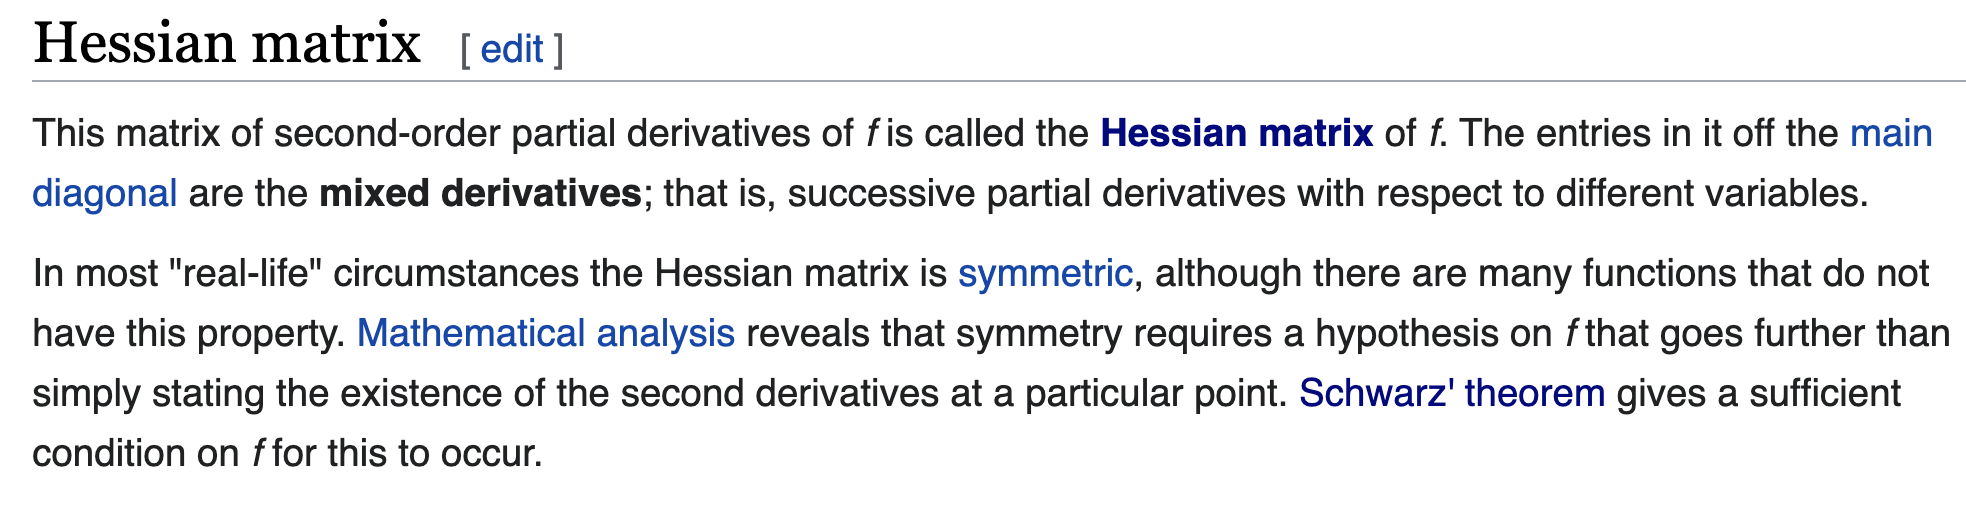 Hessian matrix [ edit ]
This matrix of second-order partial derivatives of f is called the Hessian matrix of f. The entries in it off the main
diagonal are the mixed derivatives; that is, successive partial derivatives with respect to different variables.
In most "real-life" circumstances the Hessian matrix is symmetric, although there are many functions that do not
have this property. Mathematical analysis reveals that symmetry requires a hypothesis on f that goes further than
simply stating the existence of the second derivatives at a particular point. Schwarz' theorem gives a sufficient
condition on f for this to occur.